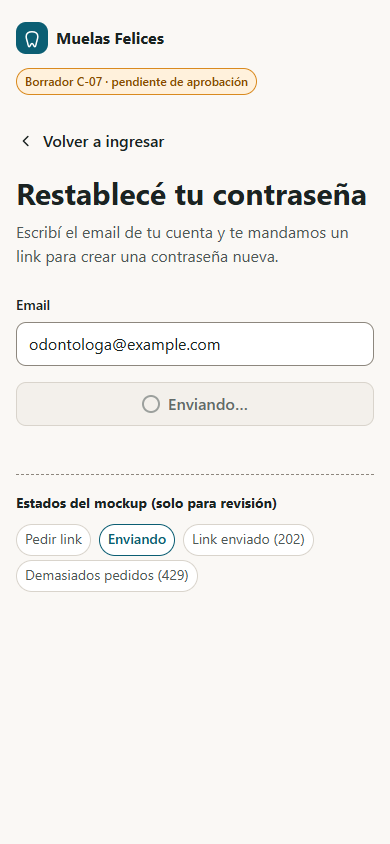 Muelas Felices
Borrador C-07 · pendiente de aprobación
Volver a ingresar
Restablecé tu contraseña
Escribí el email de tu cuenta y te mandamos un
link para crear una contraseña nueva.
Email
odontologa@example.com
Enviando…
Estados del mockup (solo para revisión)
Pedir link
Enviando
Link enviado (202)
Demasiados pedidos (429)